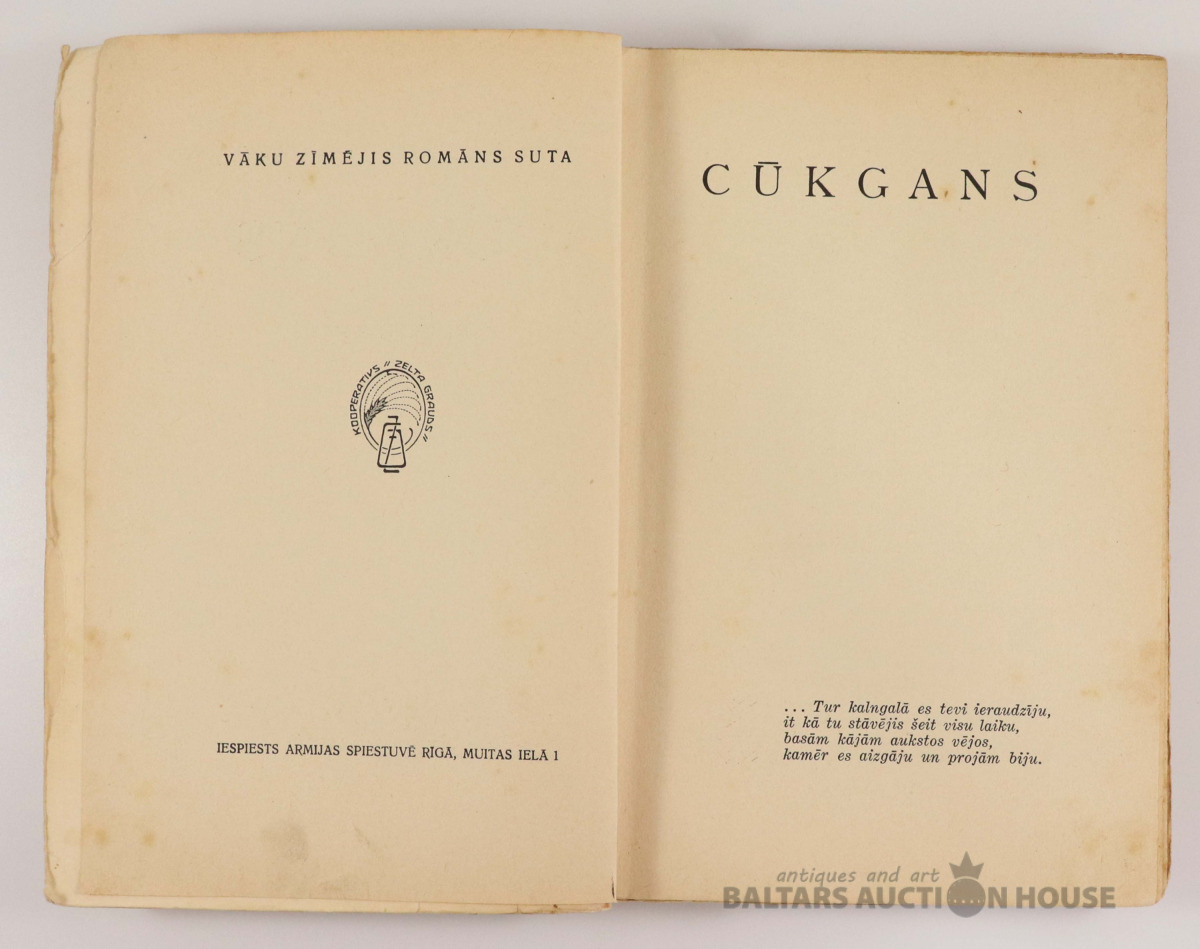 VĀKU ZĪMĒJIS ROMĀNS SUTA
KOOPERATIVS „ZELTA GRAUDS”
IESPIESTS ARMIJAS SPIESTUVĒ RĪGĀ, MUITAS IELĀ 1
CŪKGANS
... Tur kalngalā es tevi ieraudzīju,
it kā tu stāvējis šeit visu laiku,
basām kājām aukstos vējos,
kamēr es aizgāju un projām biju.
antiques and art
BALTARS AUCTION HOUSE